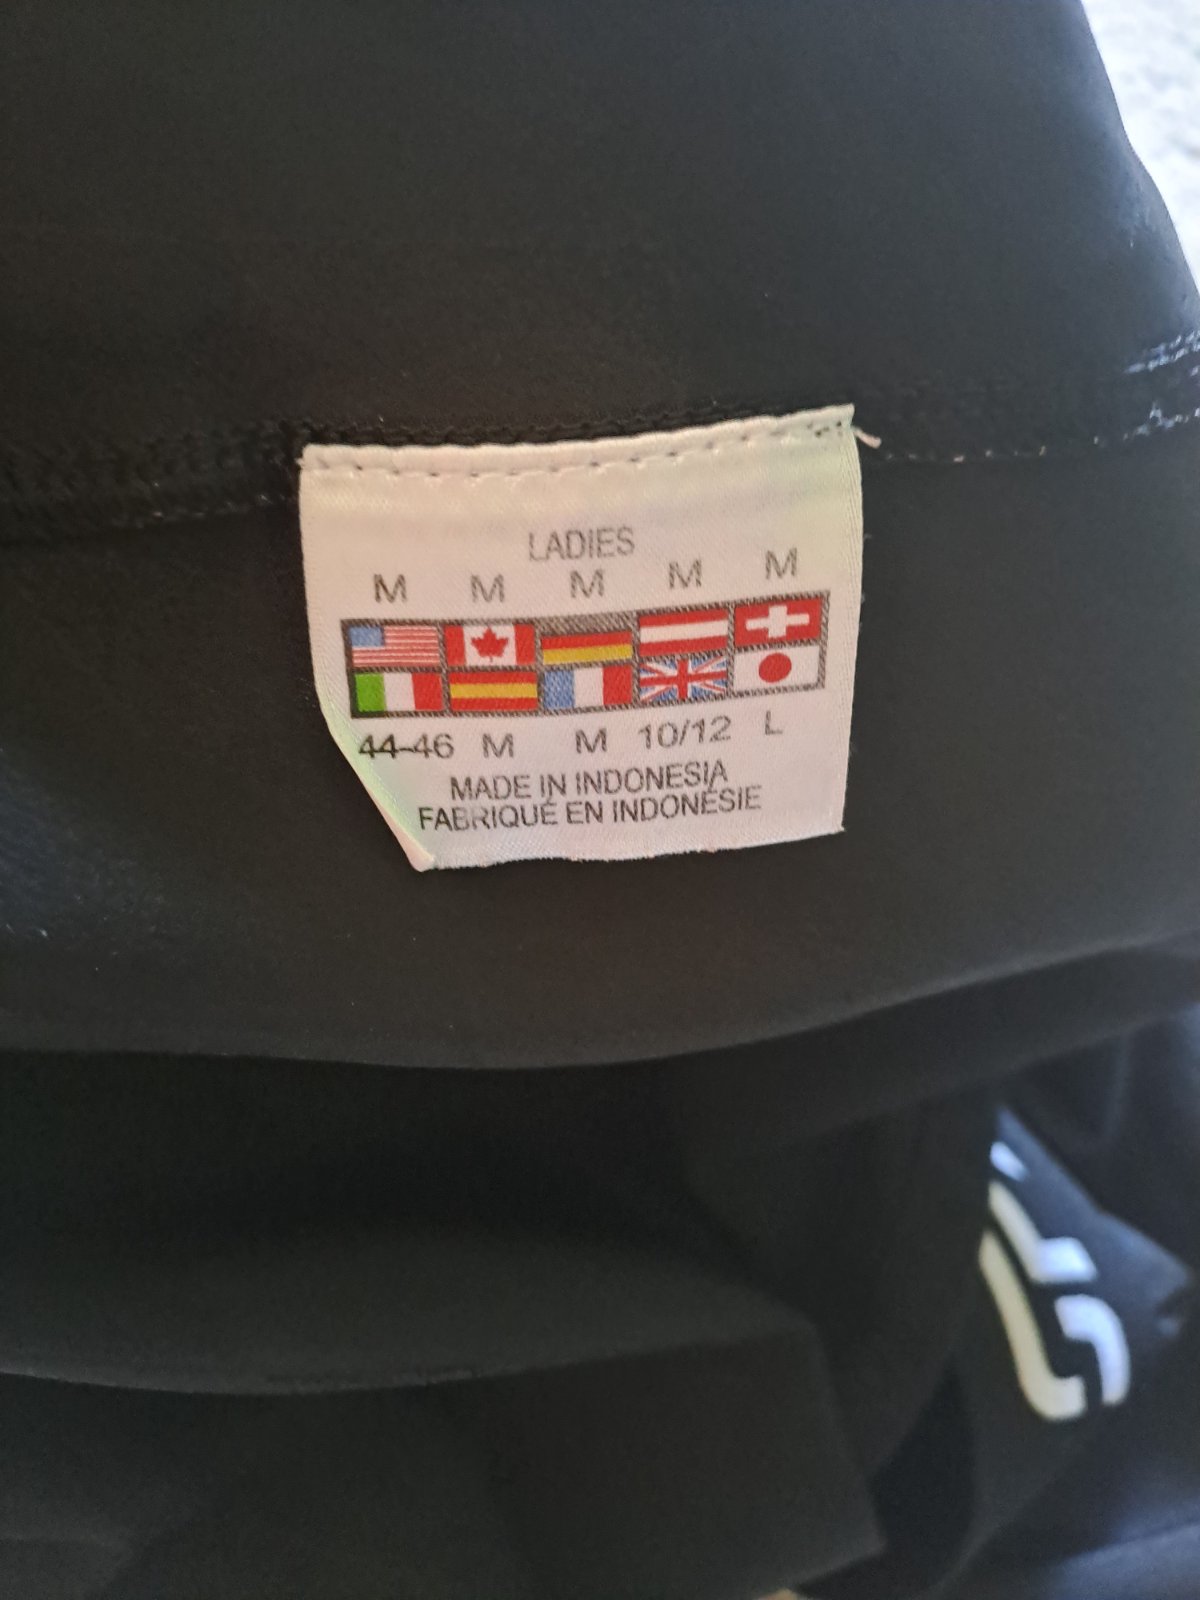 LADIES
M M M M M
44-46 M M 10/12 L
MADE IN INDONESIA
FABRIQUÉ EN INDONÉSIE